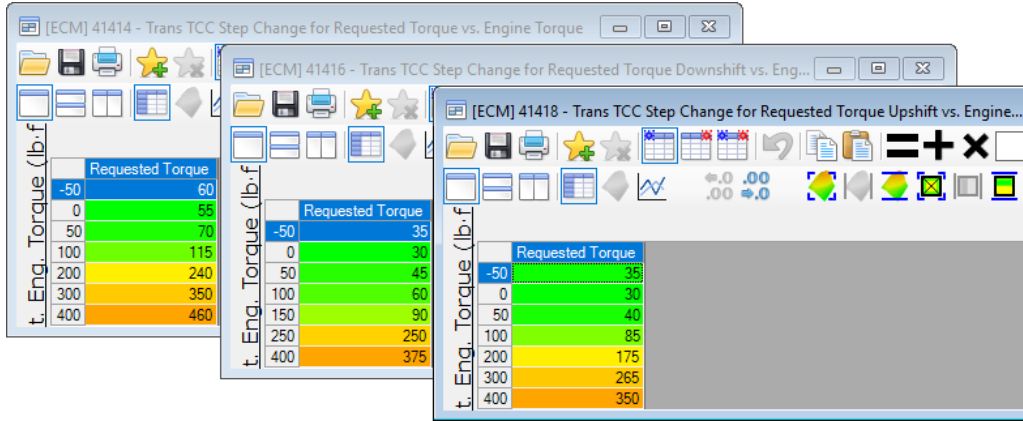 [ECM] 41414 - Trans TCC Step Change for Requested Torque vs. Engine Torque
t. Eng. Torque (lb·f
Requested Torque
-50 60
0 55
50 70
100 115
200 240
300 350
400 460
[ECM] 41416 - Trans TCC Step Change for Requested Torque Downshift vs. Eng...
t. Eng. Torque (lb·f
Requested Torque
-50 35
0 30
50 45
100 60
150 90
250 250
400 375
[ECM] 41418 - Trans TCC Step Change for Requested Torque Upshift vs. Engine...
.0 .00
.00 .0
t. Eng. Torque (lb·f
Requested Torque
-50 35
0 30
50 40
100 85
200 175
300 265
400 350